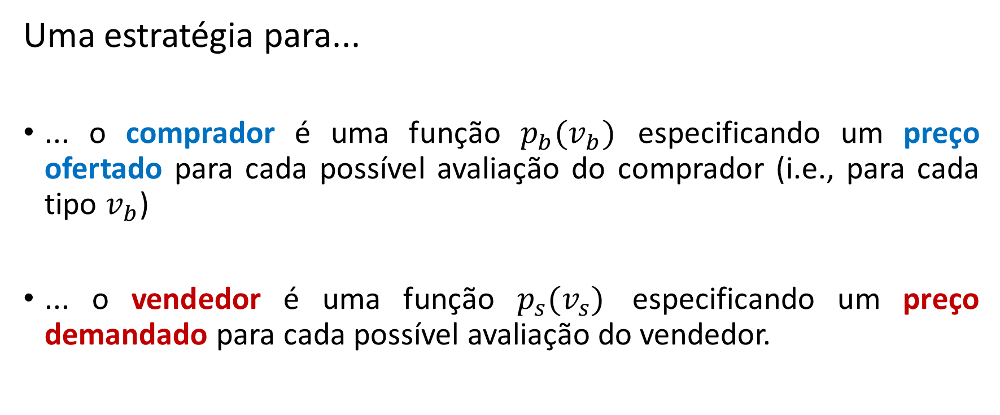 Uma estratégia para...
• ... o comprador é uma função p_b(v_b) especificando um preço
ofertado para cada possível avaliação do comprador (i.e., para cada
tipo v_b)
• ... o vendedor é uma função p_s(v_s) especificando um preço
demandado para cada possível avaliação do vendedor.